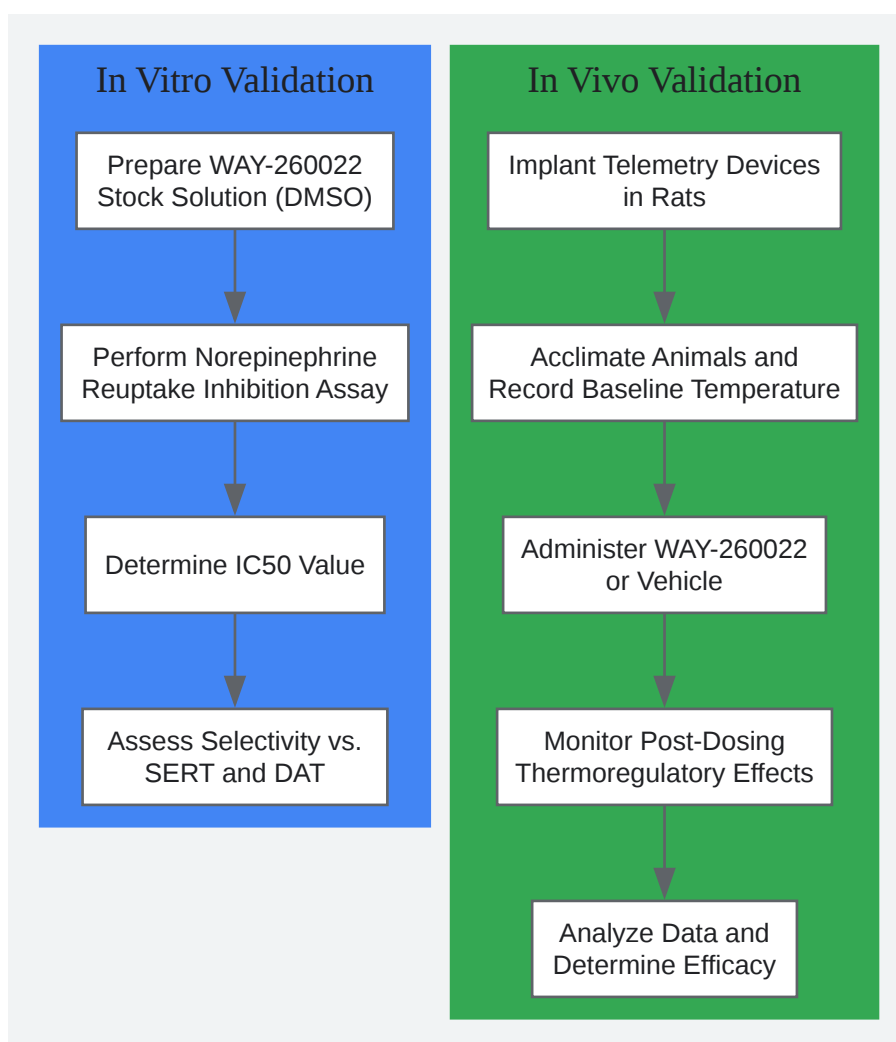 In Vitro Validation
Prepare WAY-260022
Stock Solution (DMSO)
Perform Norepinephrine
Reuptake Inhibition Assay
Determine IC50 Value
Assess Selectivity vs.
SERT and DAT
In Vivo Validation
Implant Telemetry Devices
in Rats
Acclimate Animals and
Record Baseline Temperature
Administer WAY-260022
or Vehicle
Monitor Post-Dosing
Thermoregulatory Effects
Analyze Data and
Determine Efficacy